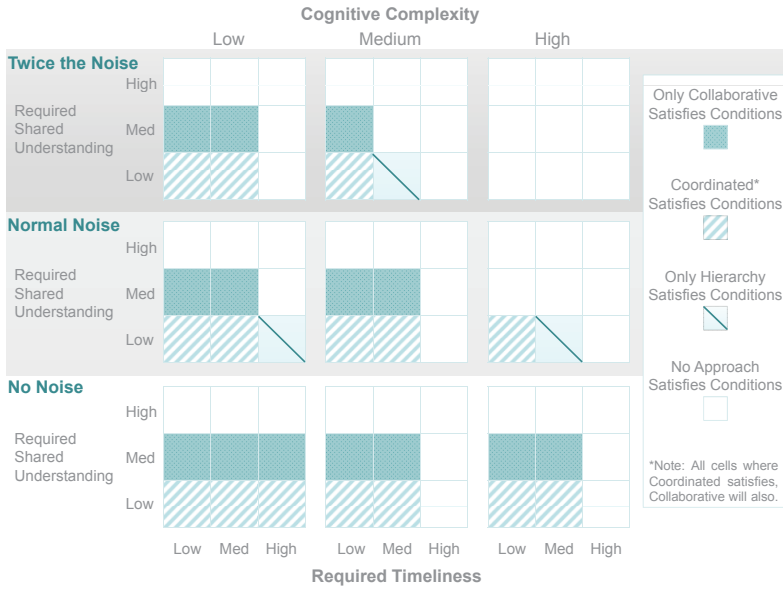 Cognitive Complexity
Low Medium High
Twice the Noise
High
Required
Shared
Understanding
Med
Low
Normal Noise
High
Required
Shared
Understanding
Med
Low
No Noise
High
Required
Shared
Understanding
Med
Low
Low Med High Low Med High Low Med High
Required Timeliness
Only Collaborative
Satisfies Conditions
Coordinated*
Satisfies Conditions
Only Hierarchy
Satisfies Conditions
No Approach
Satisfies Conditions
*Note: All cells where
Coordinated satisfies,
Collaborative will also.